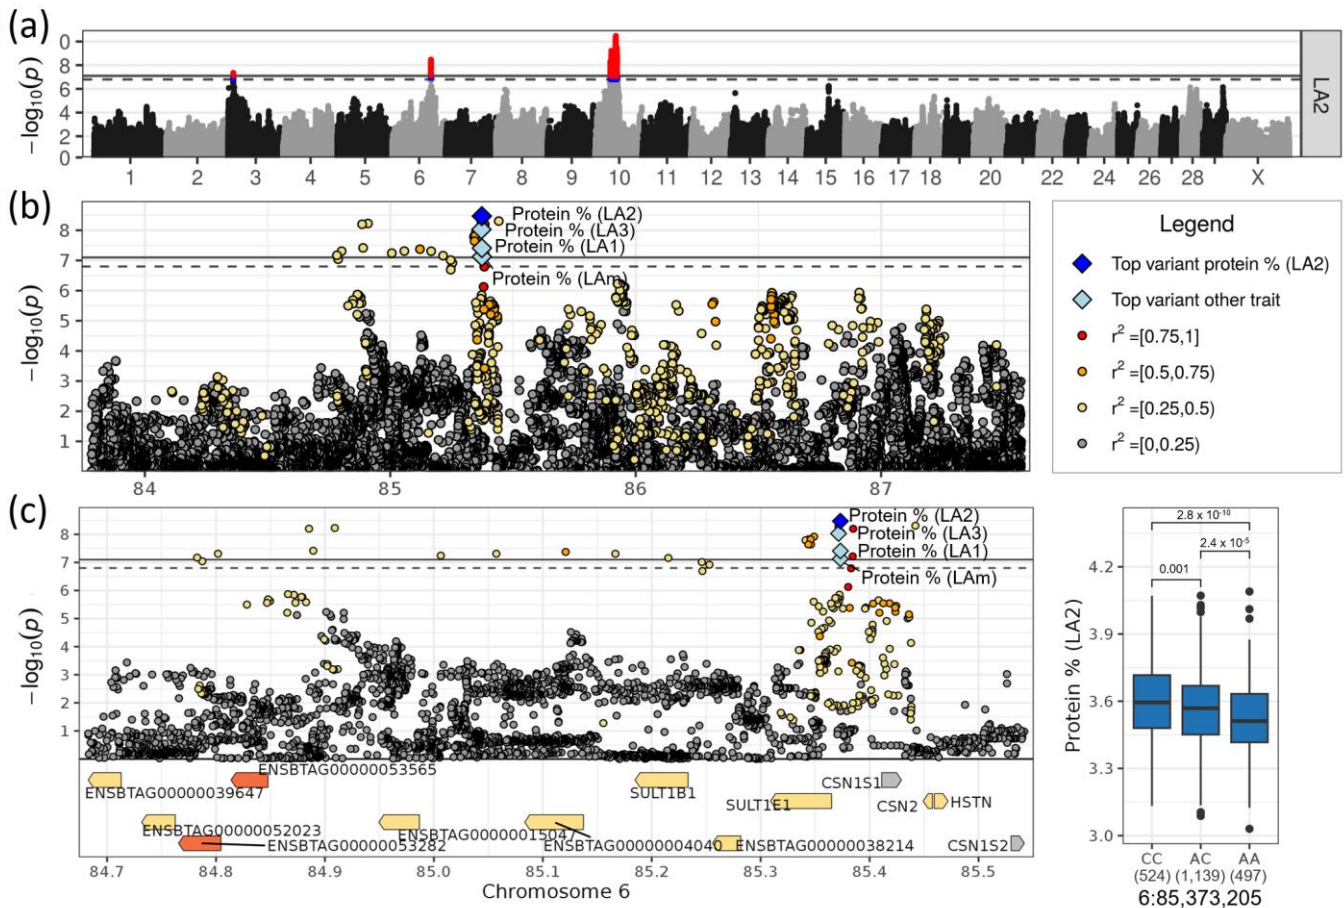 (a)
0
8
6
4
2
0
−log10(p)
LA2
1 2 3 4 5 6 7 8 9 10 11 12 13 14 15 16 17 18 20 22 24 26 28 X
(b)
Protein % (LA2)
Protein % (LA3)
Protein % (LA1)
Protein % (LAm)
8
7
6
5
4
3
2
1
−log10(p)
84 85 86 87
Legend
Top variant protein % (LA2)
Top variant other trait
r² =[0.75,1]
r² =[0.5,0.75)
r² =[0.25,0.5)
r² =[0,0.25)
(c)
Protein % (LA2)
Protein % (LA3)
Protein % (LA1)
Protein % (LAm)
8
7
6
5
4
3
2
1
−log10(p)
ENSBTAG00000053565
ENSBTAG00000039647
SULT1B1
CSN1S1
SULT1E1
CSN2
HSTN
ENSBTAG00000052023
ENSBTAG00000001504
ENSBTAG00000053282
ENSBTAG00000004040
ENSBTAG00000038214
CSN1S2
84.7 84.8 84.9 85.0 85.1 85.2 85.3 85.4 85.5
Chromosome 6
2.8 x 10-10
2.4 x 10-5
0.001
4.2
3.9
3.6
3.3
3.0
Protein % (LA2)
CC AC AA
(524) (1,139) (497)
6:85,373,205